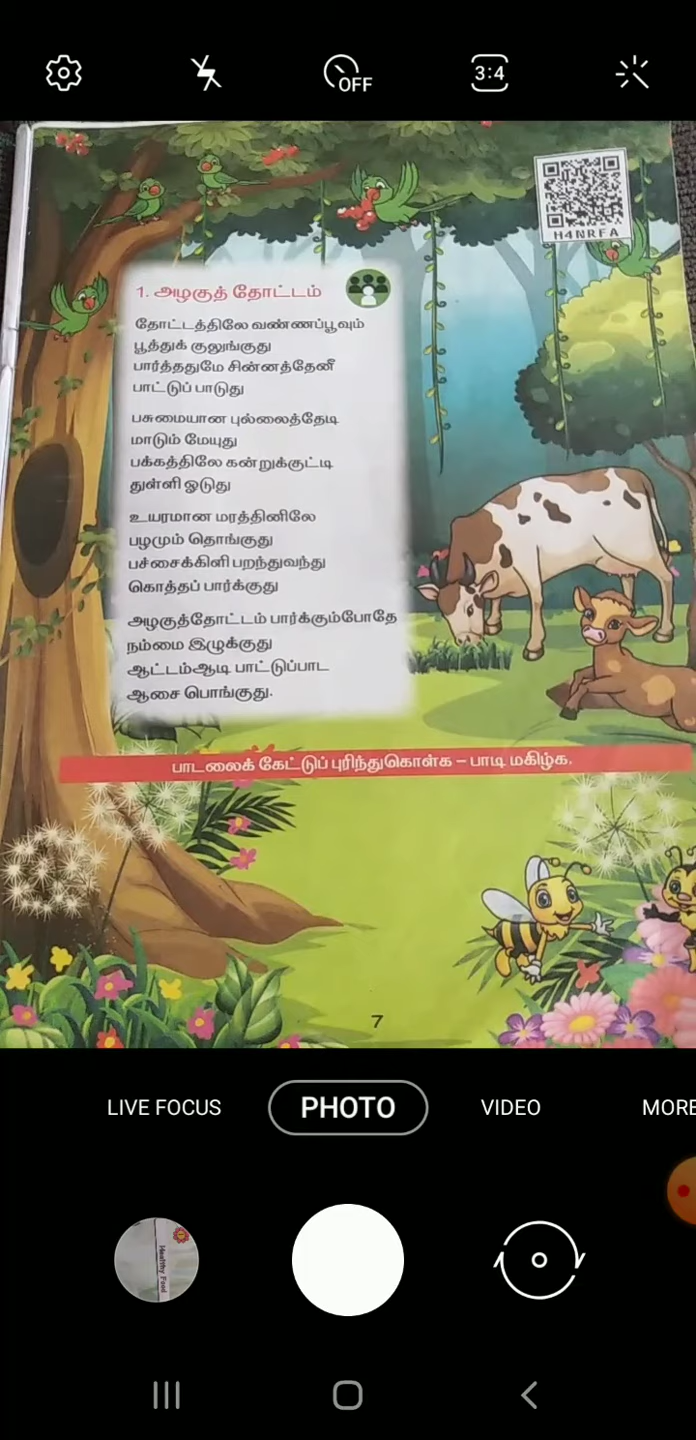 OFF
3:4
H4NRFA
1. அழகுத் தோட்டம்
தோட்டத்திலே வண்ணப்பூவும்
பூத்துக் குலுங்குது
பார்த்ததுமே சின்னத்தேனீ
பாட்டுப் பாடுது
பசுமையான புல்லைத்தேடி
மாடும் மேயுது
பக்கத்திலே கன்றுக்குட்டி
துள்ளி ஓடுது
உயரமான மரத்தினிலே
பழமும் தொங்குது
பச்சைக்கிளி பறந்துவந்து
கொத்தப் பார்க்குது
அழகுத்தோட்டம் பார்க்கும்போதே
நம்மை இழுக்குது
ஆட்டம்ஆடி பாட்டுப்பாட
ஆசை பொங்குது.
பாடலைக் கேட்டுப் புரிந்துகொள்க – பாடி மகிழ்க.
7
LIVE FOCUS PHOTO VIDEO MORE
Healthy Food